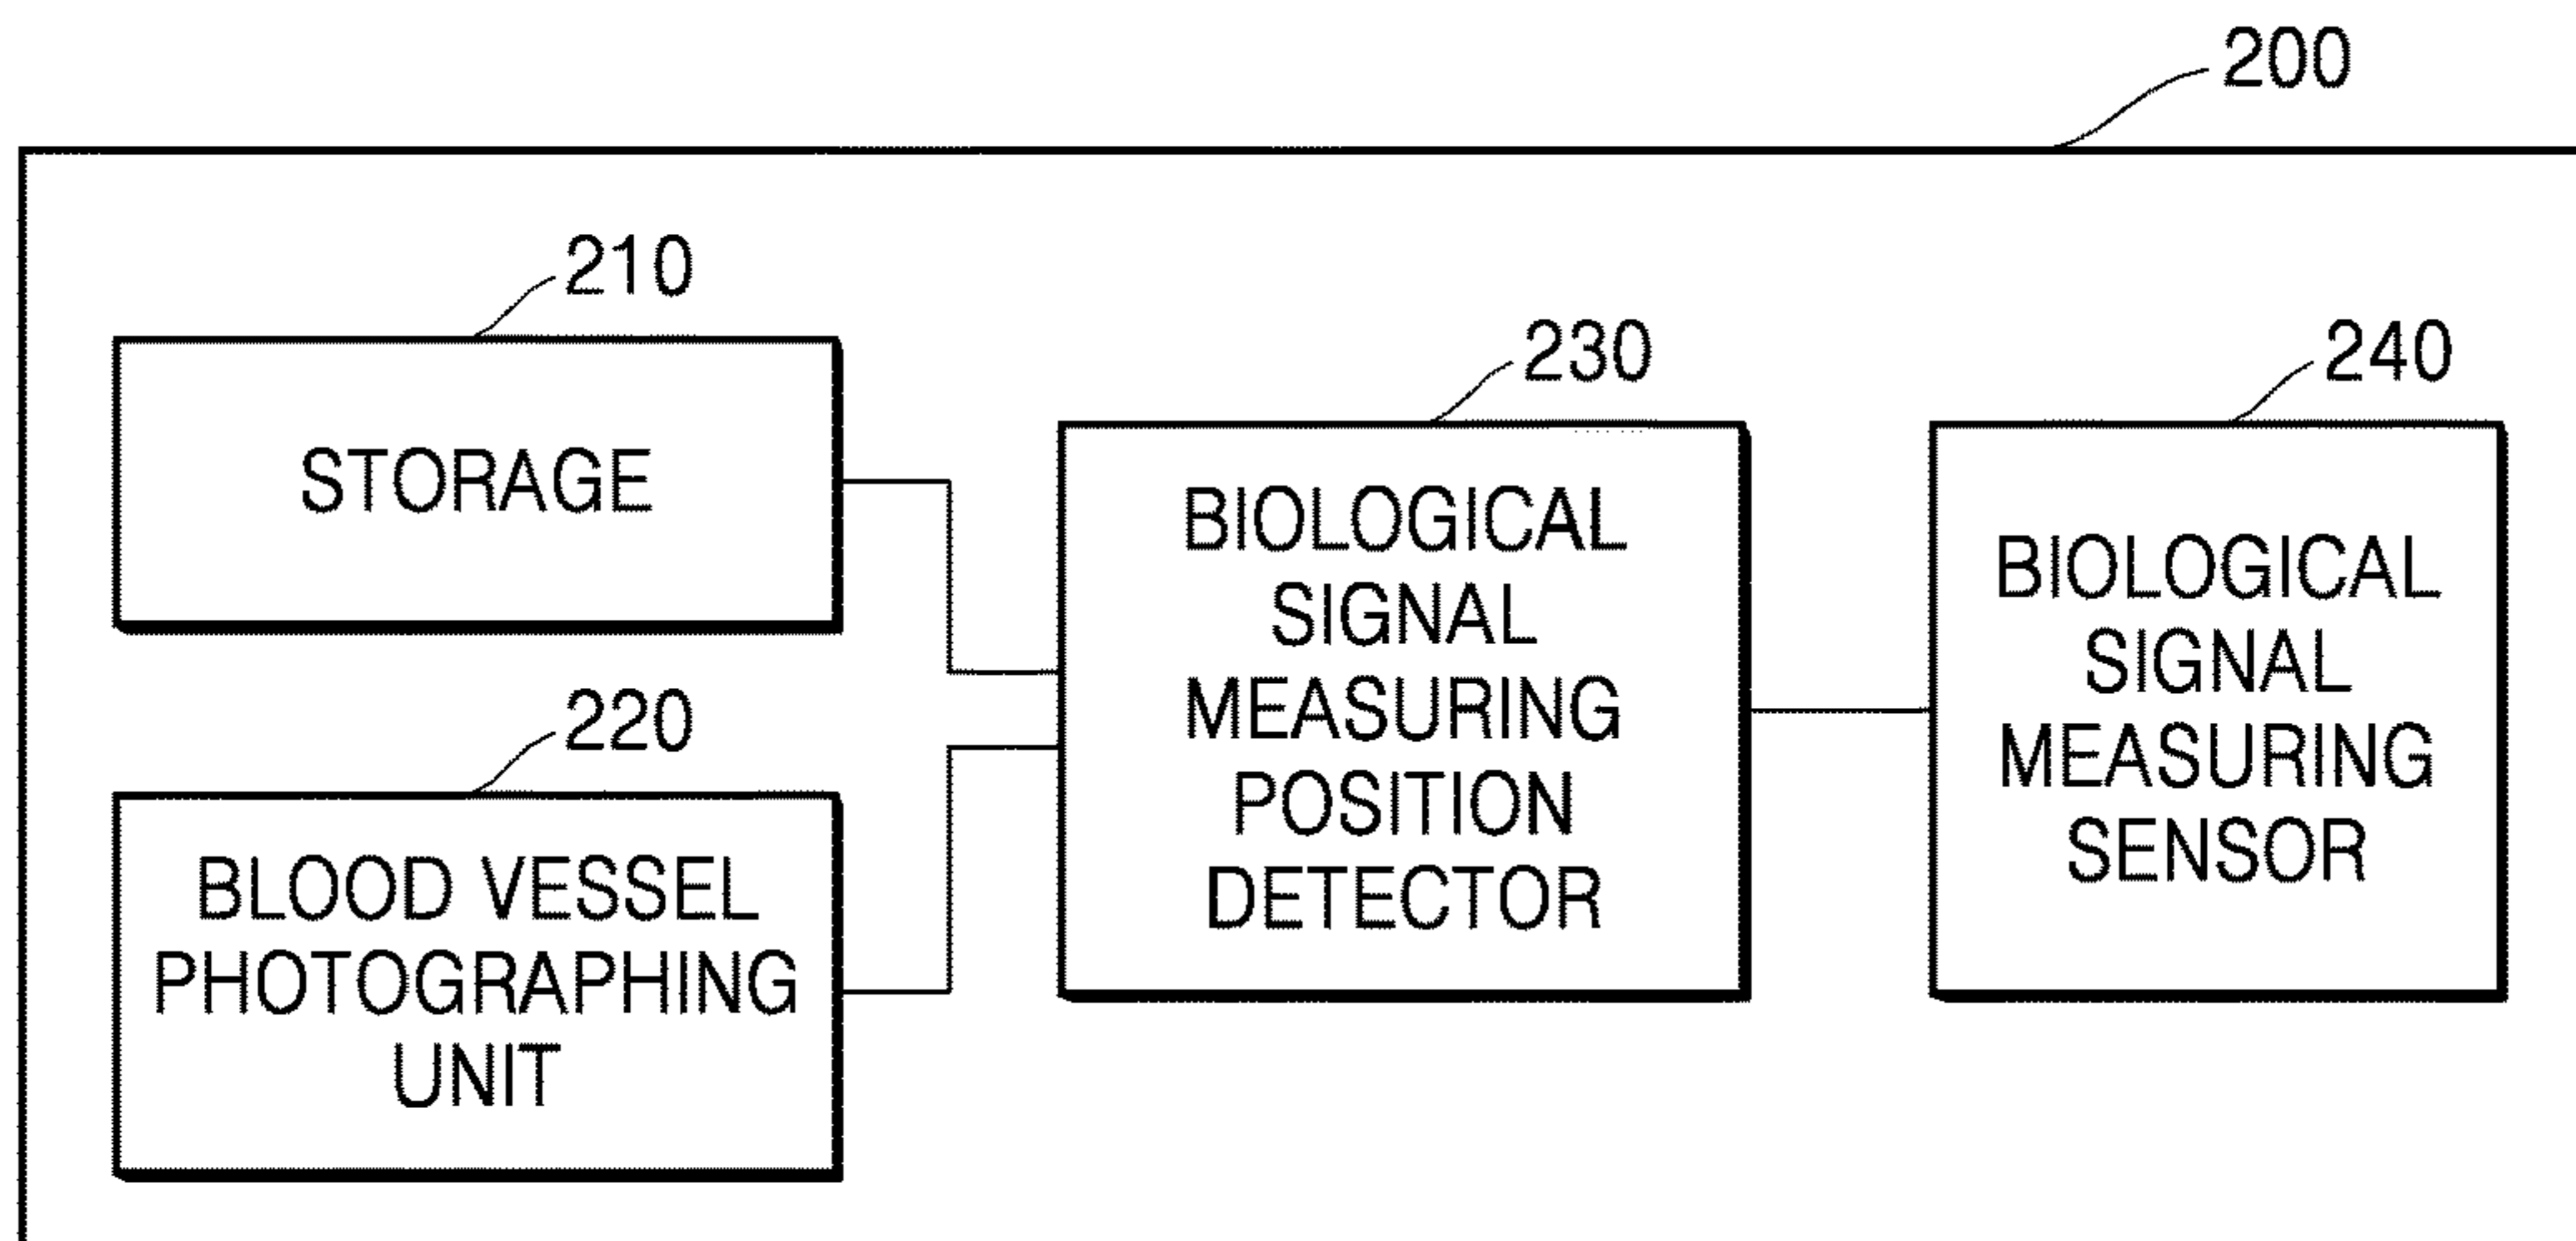 200
210
STORAGE
220
BLOOD VESSEL
PHOTOGRAPHING
UNIT
230
BIOLOGICAL
SIGNAL
MEASURING
POSITION
DETECTOR
240
BIOLOGICAL
SIGNAL
MEASURING
SENSOR